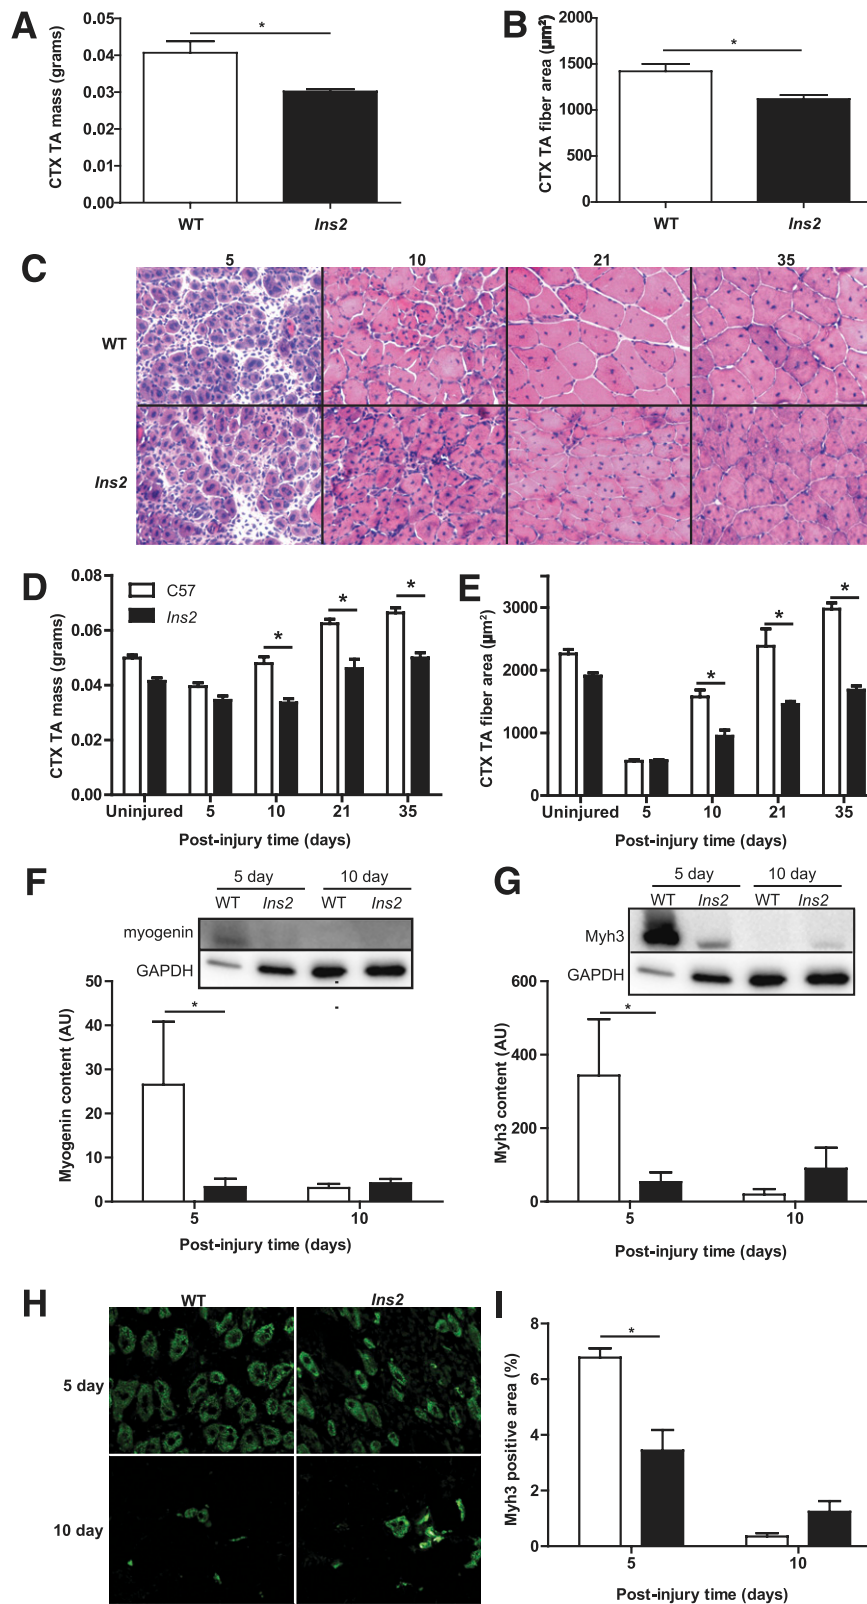 A
CTX TA mass (grams)
0.05
0.04
0.03
0.02
0.01
0.00
*
WT
Ins2
B
CTX TA fiber area (µm²)
2000
1500
1000
500
0
*
WT
Ins2
C
5
10
21
35
WT
Ins2
D
CTX TA mass (grams)
0.08
0.06
0.04
0.02
0.00
C57
Ins2
*
*
*
Uninjured
5
10
21
35
Post-injury time (days)
E
CTX TA fiber area (µm²)
3000
2000
1000
0
*
*
*
Uninjured
5
10
21
35
Post-injury time (days)
F
5 day
10 day
WT
Ins2
WT
Ins2
myogenin
GAPDH
Myogenin content (AU)
50
40
30
20
10
0
*
5
10
Post-injury time (days)
G
5 day
10 day
WT
Ins2
WT
Ins2
Myh3
GAPDH
Myh3 content (AU)
600
400
200
0
*
5
10
Post-injury time (days)
H
WT
Ins2
5 day
10 day
I
Myh3 positive area (%)
8
6
4
2
0
*
5
10
Post-injury time (days)